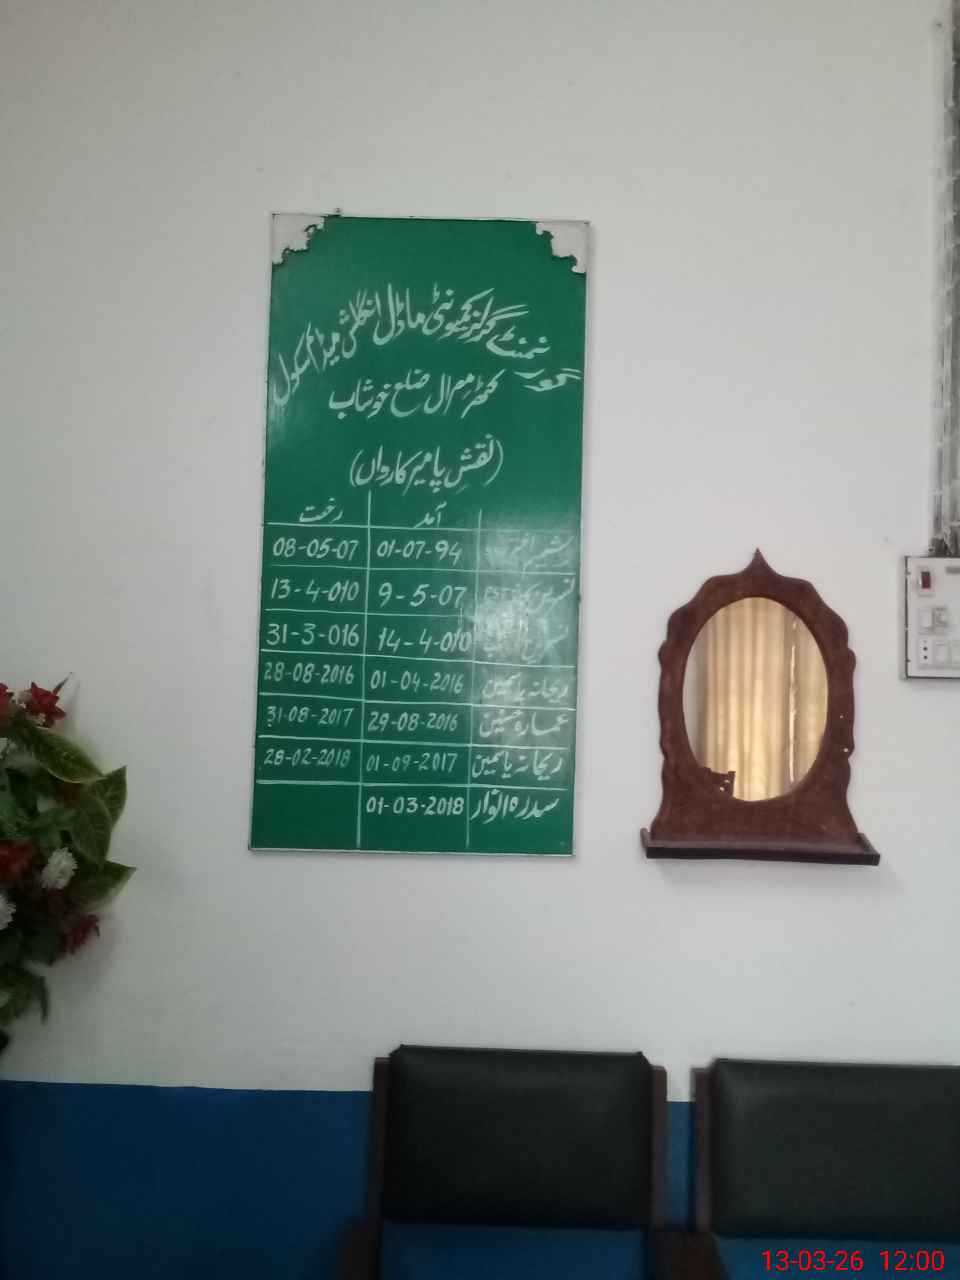 گورنمنٹ گرلز کمیونٹی ماڈل انگلش میڈیم سکول
ضلع خوشاب
(نقشِ پا میر کارواں)
آمد رخصت
01-07-94 08-05-07
9-5-07 13-4-010
14-4-010 31-3-016
ریحانہ یاسمین 01-04-2016 28-08-2016
عمارہ حسنین 29-08-2016 31-08-2017
ریحانہ یاسمین 01-09-2017 28-02-2018
سدرہ انوار 01-03-2018
13-03-26 12:00